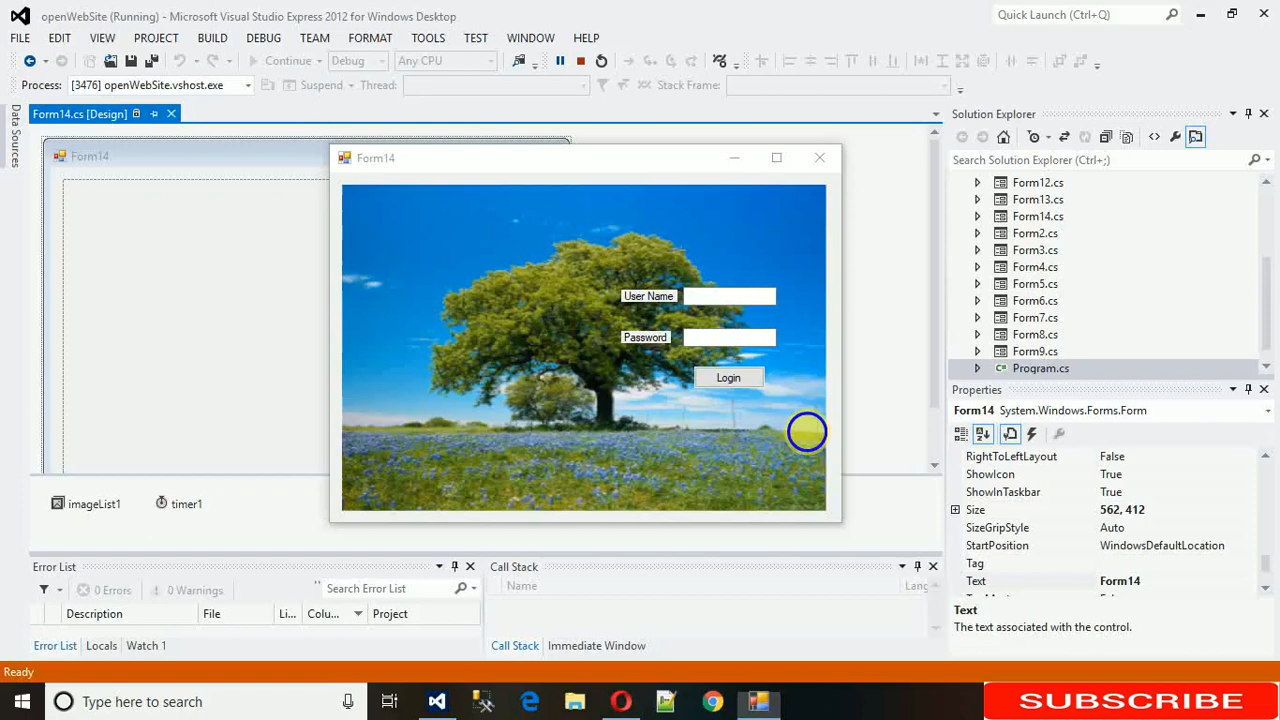 openWebSite (Running) - Microsoft Visual Studio Express 2012 for Windows Desktop
Quick Launch (Ctrl+Q)
FILE EDIT VIEW PROJECT BUILD DEBUG TEAM FORMAT TOOLS TEST WINDOW HELP
Continue Debug Any CPU
Process: [3476] openWebSite.vshost.exe Suspend Thread: Stack Frame:
Data Sources
Form14.cs [Design]
Form14
Form14
User Name
Password
Login
imageList1 timer1
Solution Explorer
Search Solution Explorer (Ctrl+;)
Form12.cs
Form13.cs
Form14.cs
Form2.cs
Form3.cs
Form4.cs
Form5.cs
Form6.cs
Form7.cs
Form8.cs
Form9.cs
Program.cs
Properties
Form14 System.Windows.Forms.Form
RightToLeftLayout False
ShowIcon True
ShowInTaskbar True
Size 562, 412
SizeGripStyle Auto
StartPosition WindowsDefaultLocation
Tag
Text Form14
Text
The text associated with the control.
Error List
0 Errors 0 Warnings Search Error List
Description File Li... Colu... Project
Error List Locals Watch 1
Call Stack
Name Lang
Call Stack Immediate Window
Ready
Type here to search
SUBSCRIBE